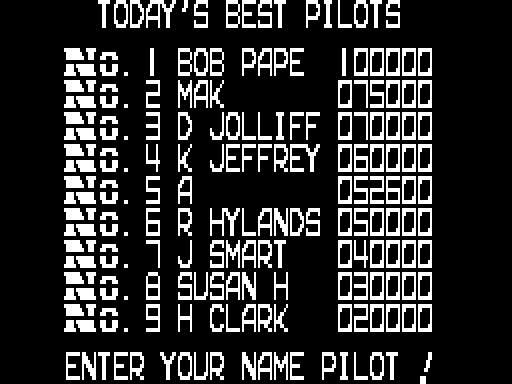 TODAY'S BEST PILOTS
No. 1 BOB PAPE 100000
No. 2 MAK 075000
No. 3 D JOLLIFF 070000
No. 4 K JEFFREY 060000
No. 5 A 052600
No. 6 R HYLANDS 050000
No. 7 J SMART 040000
No. 8 SUSAN H 030000
No. 9 H CLARK 020000
ENTER YOUR NAME PILOT !